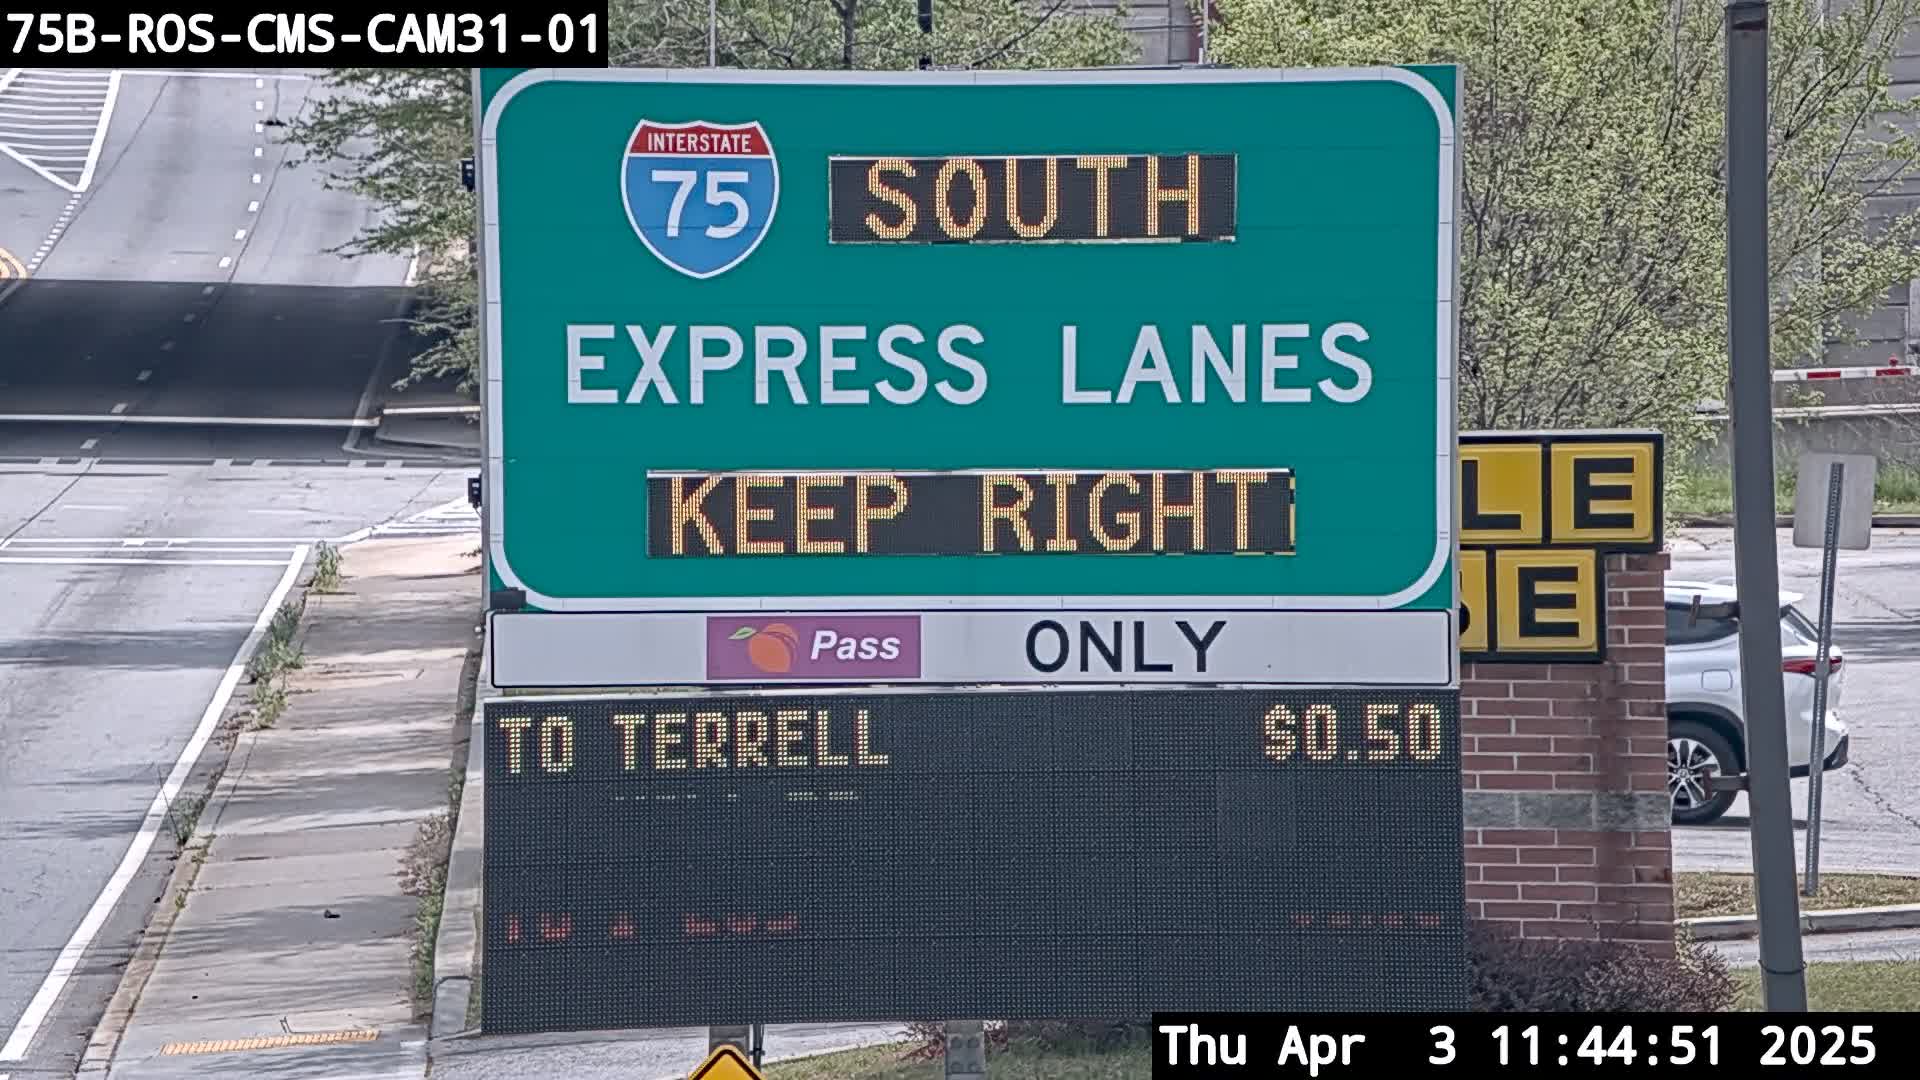 75B-ROS-CMS-CAM31-01
INTERSTATE
75
SOUTH
EXPRESS LANES
KEEP RIGHT
Pass ONLY
TO TERRELL $0.50
LE
E
Thu Apr 3 11:44:51 2025